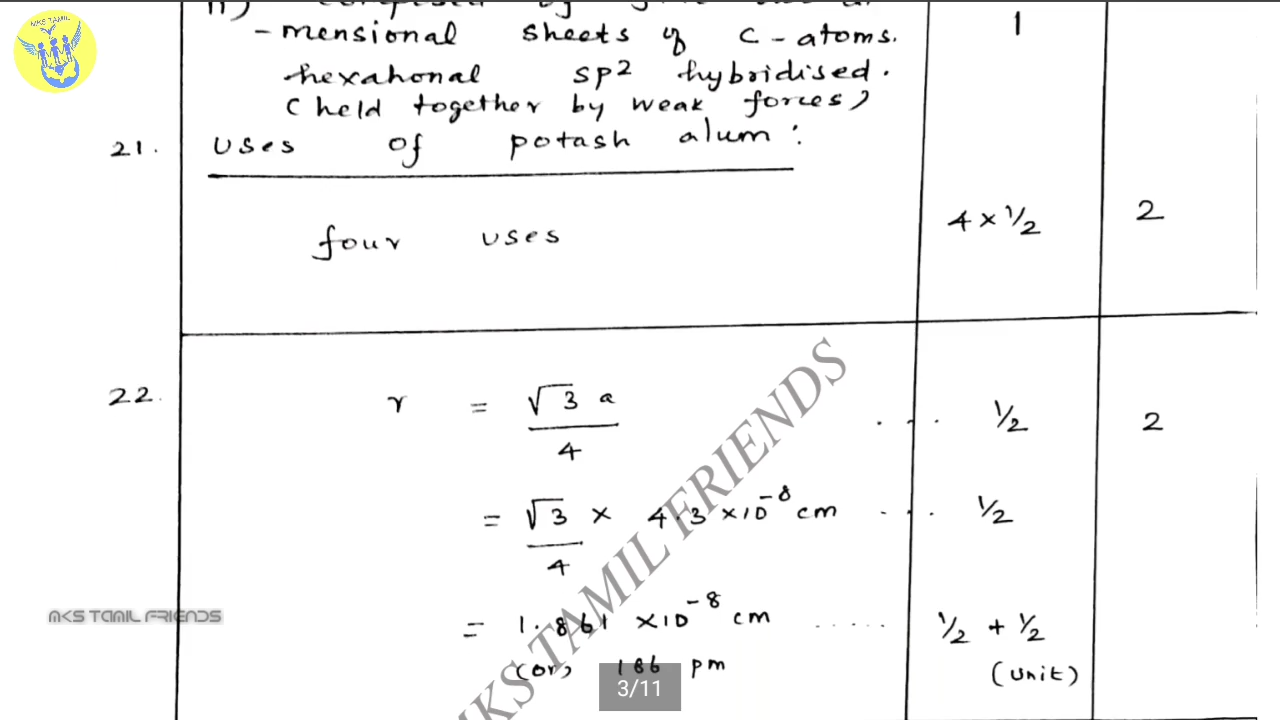 MKS TAMIL
- mensional sheets of C-atoms. 1
hexahonal sp2 hybridised.
(held together by weak forces)
21. Uses of potash alum:
four uses 4 × 1/2 2
22. r = √3 a / 4 .... 1/2 2
= √3 / 4 × 4.3 × 10⁻⁸ cm .... 1/2
= 1.861 × 10⁻⁸ cm ..... 1/2 + 1/2
(or) 186 pm (Unit)
MKS TAMIL FRIENDS
MKS TAMIL FRIENDS
3/11